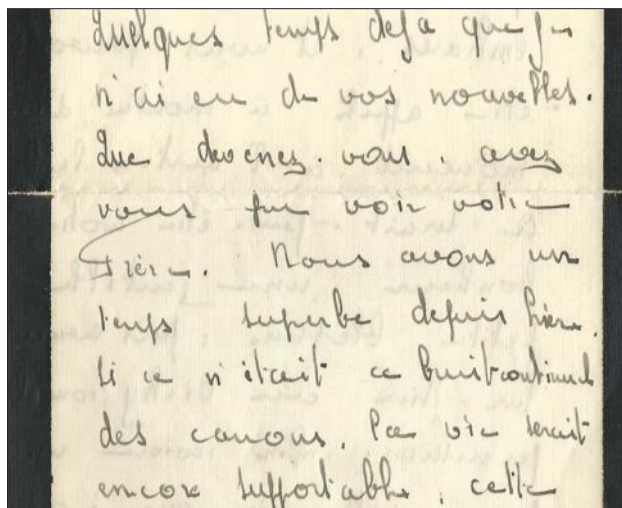 Quelques temps deja que je
n'ai eu de vos nouvelles.
Que devenez-vous. avez
vous pu voir votre
frère. Nous avons un
temps superbe depuis hier.
si ce n'était ce bruit continuel
des canons. La vie serait
encore supportable, cette